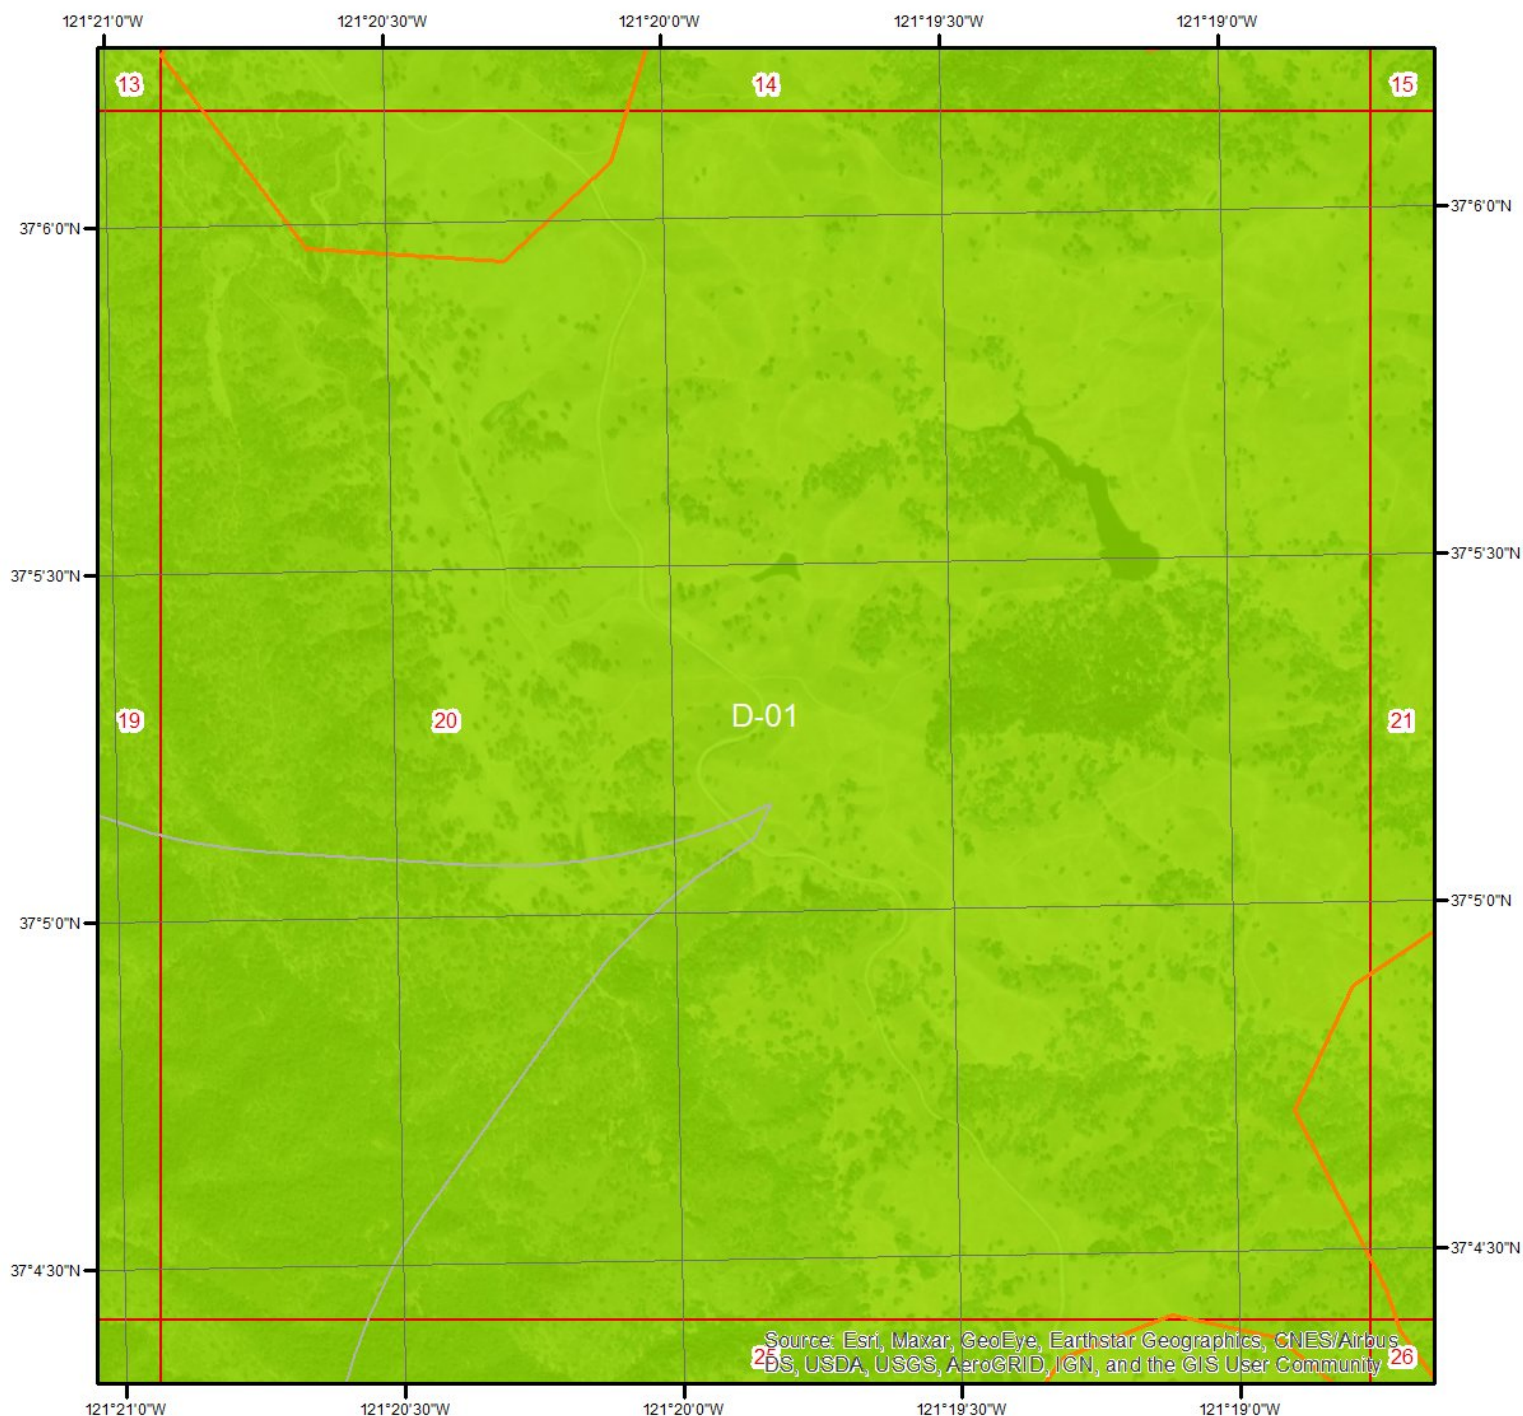 121°21'0"W 121°20'30"W 121°20'0"W 121°19'30"W 121°19'0"W
13 14 15
37°6'0"N 37°6'0"N
37°5'30"N 37°5'30"N
19 20 D-01 21
37°5'0"N 37°5'0"N
37°4'30"N 37°4'30"N
Source: Esri, Maxar, GeoEye, Earthstar Geographics, CNES/Airbus
DS, USDA, USGS, AeroGRID, IGN, and the GIS User Community
25 26
121°21'0"W 121°20'30"W 121°20'0"W 121°19'30"W 121°19'0"W